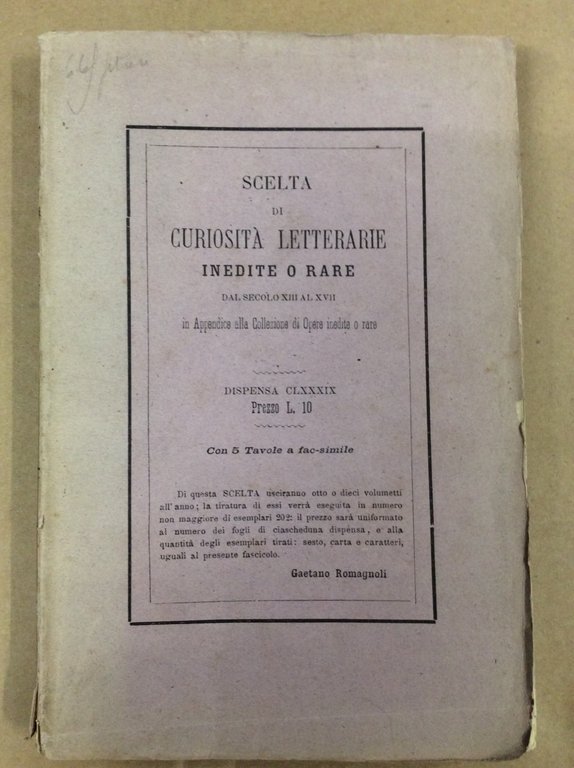 SCELTA
DI
CURIOSITÀ LETTERARIE
INEDITE O RARE
DAL SECOLO XIII AL XVII
in Appendice alla Collezione di Opere inedite o rare
DISPENSA CLXXXIX
Prezzo L. 10
Con 5 Tavole a fac-simile
Di questa SCELTA usciranno otto o dieci volumetti
all'anno; la tiratura di essi verrà eseguita in numero
non maggiore di esemplari 202: il prezzo sarà uniformato
al numero dei fogli di ciascheduna dispensa, e alla
quantità degli esemplari tirati: sesto, carta e caratteri,
uguali al presente fascicolo.
Gaetano Romagnoli